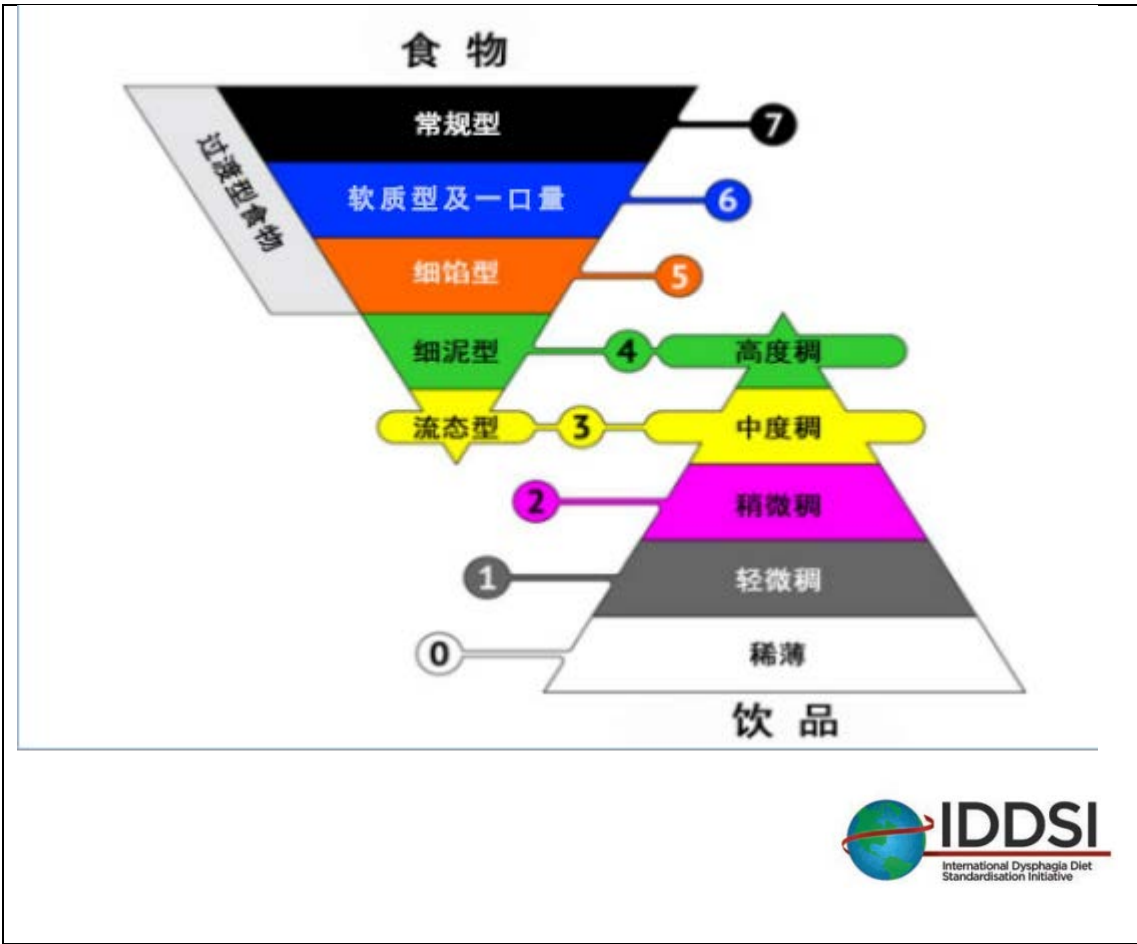 食 物
常规型
7
过渡型食物
软质型及一口量
6
细馅型
5
细泥型
4
高度稠
流态型
3
中度稠
2
稍微稠
1
轻微稠
0
稀薄
饮 品
IDDSI
International Dysphagia Diet
Standardisation Initiative